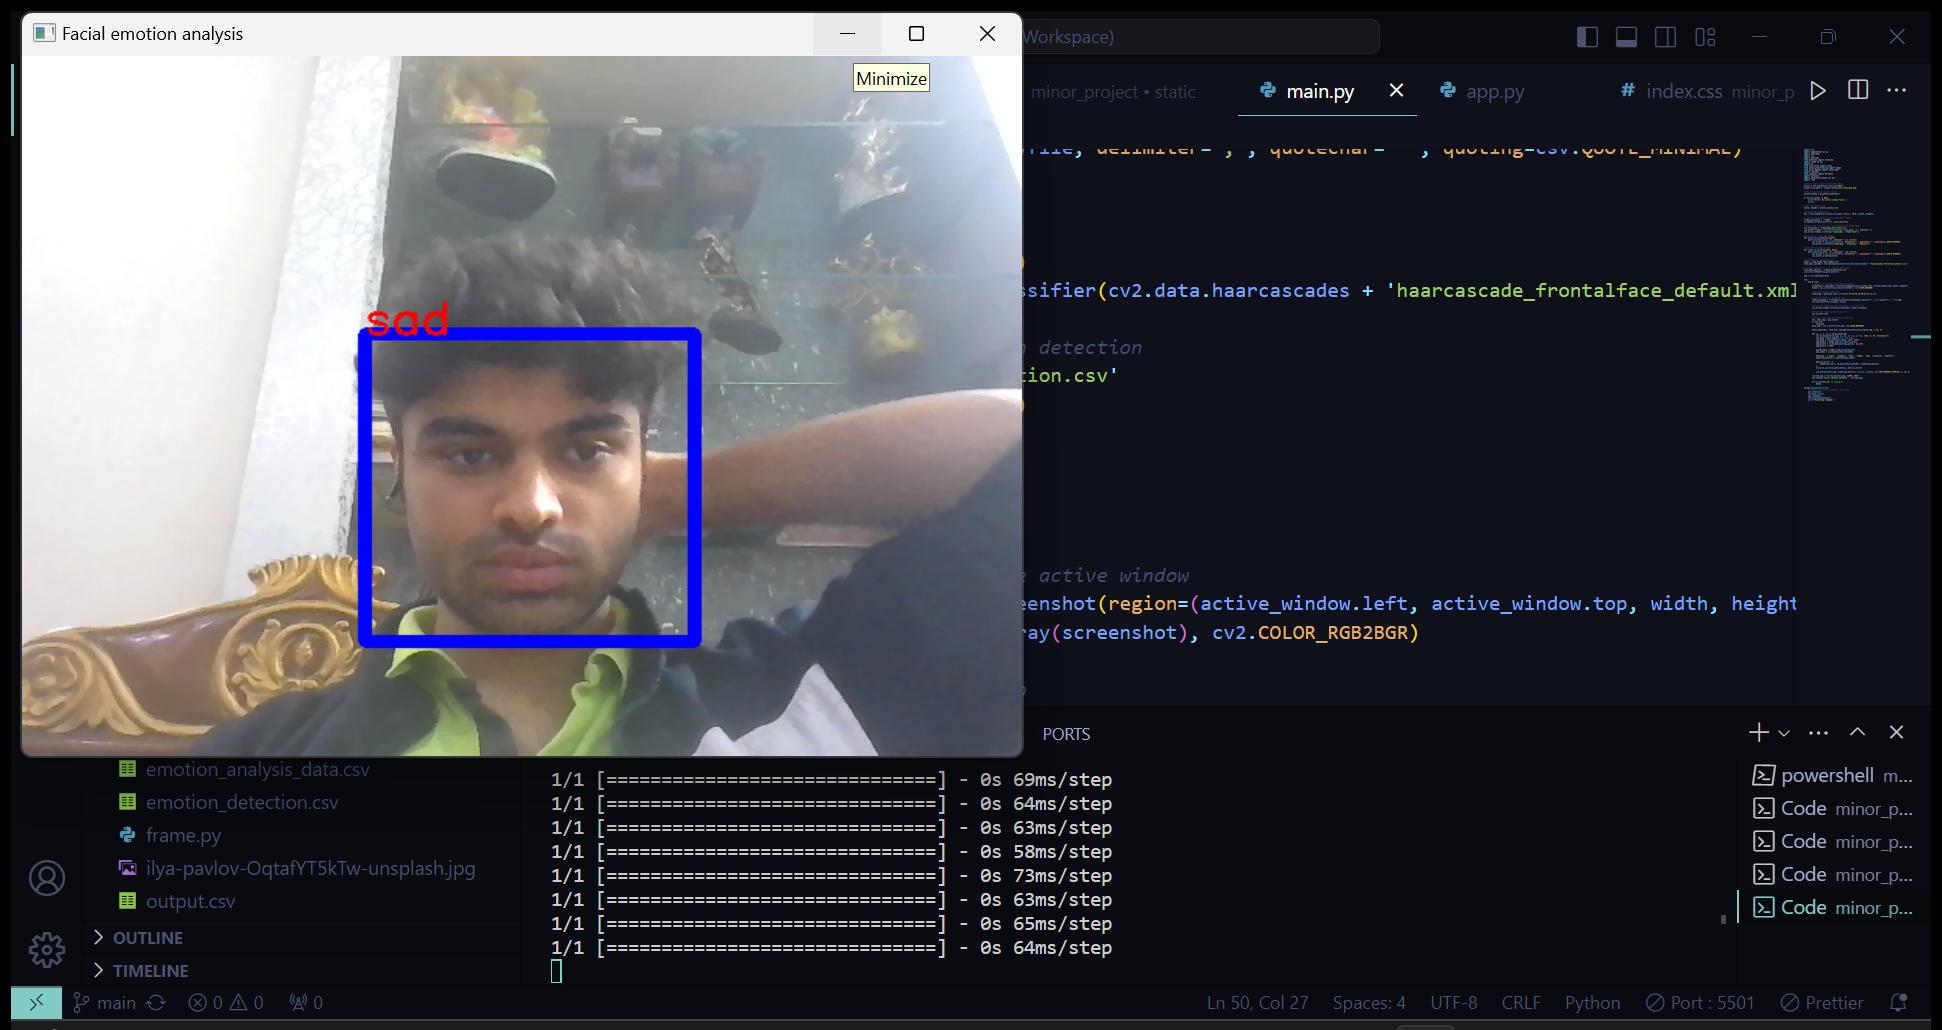 Facial emotion analysis
Minimize
Workspace)
minor_project • static
main.py
app.py
index.css minor_p
file, delimiter=',', quotechar='"', quoting=csv.QUOTE_MINIMAL)
ssifier(cv2.data.haarcascades + 'haarcascade_frontalface_default.xml
detection
tion.csv'
sad
e active window
eenshot(region=(active_window.left, active_window.top, width, height
ray(screenshot), cv2.COLOR_RGB2BGR)
PORTS
emotion_analysis_data.csv
emotion_detection.csv
frame.py
ilya-pavlov-OqtafYT5kTw-unsplash.jpg
output.csv
OUTLINE
TIMELINE
1/1 [==============================] - 0s 69ms/step
1/1 [==============================] - 0s 64ms/step
1/1 [==============================] - 0s 63ms/step
1/1 [==============================] - 0s 58ms/step
1/1 [==============================] - 0s 73ms/step
1/1 [==============================] - 0s 63ms/step
1/1 [==============================] - 0s 65ms/step
1/1 [==============================] - 0s 64ms/step
powershell m...
Code minor_p...
Code minor_p...
Code minor_p...
Code minor_p...
main 0 0 0
Ln 50, Col 27 Spaces: 4 UTF-8 CRLF Python Port : 5501 Prettier